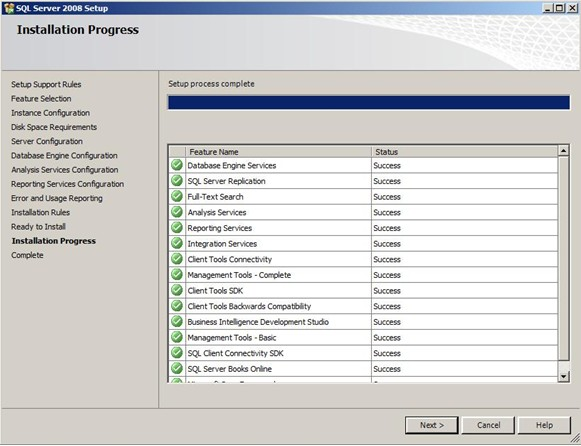 SQL Server 2008 Setup
Installation Progress
Setup Support Rules
Feature Selection
Instance Configuration
Disk Space Requirements
Server Configuration
Database Engine Configuration
Analysis Services Configuration
Reporting Services Configuration
Error and Usage Reporting
Installation Rules
Ready to Install
Installation Progress
Complete
Setup process complete
Feature Name Status
Database Engine Services Success
SQL Server Replication Success
Full-Text Search Success
Analysis Services Success
Reporting Services Success
Integration Services Success
Client Tools Connectivity Success
Management Tools - Complete Success
Client Tools SDK Success
Client Tools Backwards Compatibility Success
Business Intelligence Development Studio Success
Management Tools - Basic Success
SQL Client Connectivity SDK Success
SQL Server Books Online Success
Next > Cancel Help